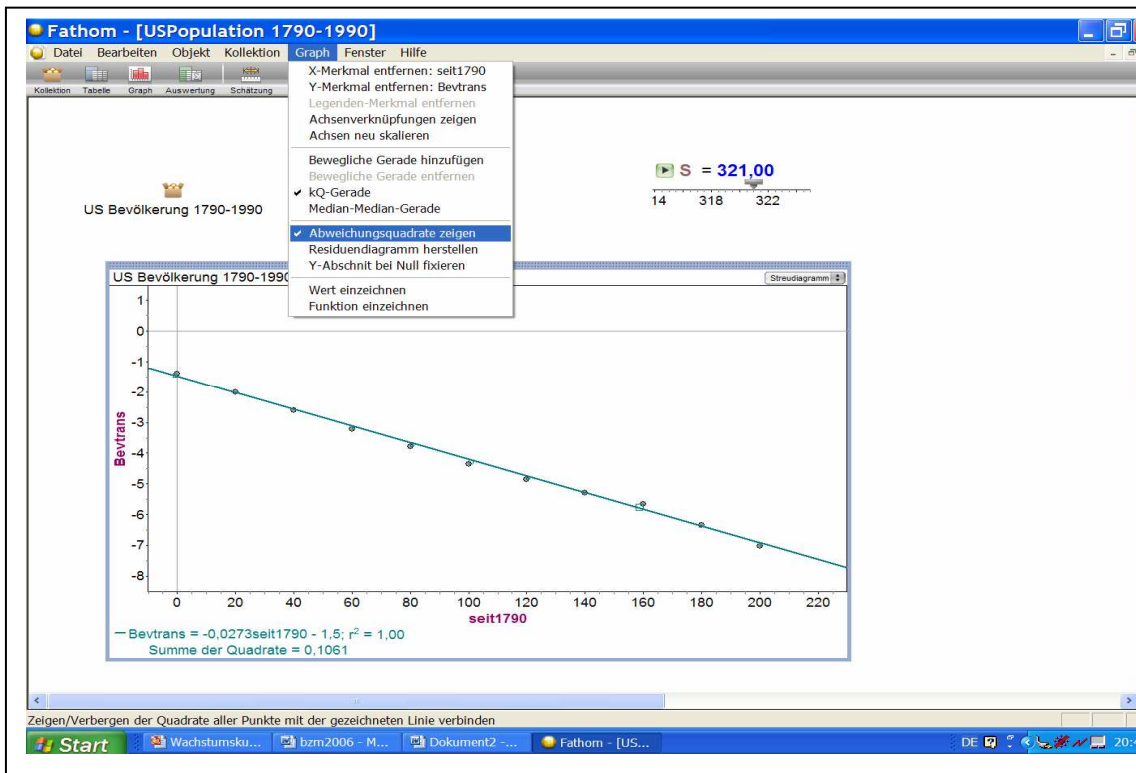 Fathom - [USPopulation 1790-1990]
Datei Bearbeiten Objekt Kollektion Graph Fenster Hilfe
Kollektion Tabelle Graph Auswertung Schätzung
X-Merkmal entfernen: seit1790
Y-Merkmal entfernen: Bevtrans
Legenden-Merkmal entfernen
Achsenverknüpfungen zeigen
Achsen neu skalieren
Bewegliche Gerade hinzufügen
Bewegliche Gerade entfernen
kQ-Gerade
Median-Median-Gerade
Abweichungsquadrate zeigen
Residuendiagramm herstellen
Y-Abschnit bei Null fixieren
Wert einzeichnen
Funktion einzeichnen
US Bevölkerung 1790-1990
S = 321,00
14 318 322
US Bevölkerung 1790-1990
Streudiagramm
1
0
-1
-2
-3
-4
-5
-6
-7
-8
Bevtrans
0 20 40 60 80 100 120 140 160 180 200 220
seit1790
Bevtrans = -0,0273seit1790 - 1,5; r² = 1,00
Summe der Quadrate = 0,1061
Zeigen/Verbergen der Quadrate aller Punkte mit der gezeichneten Linie verbinden
Start Wachstumsku... bzm2006 - M... Dokument2 -... Fathom - [US... DE 20:4